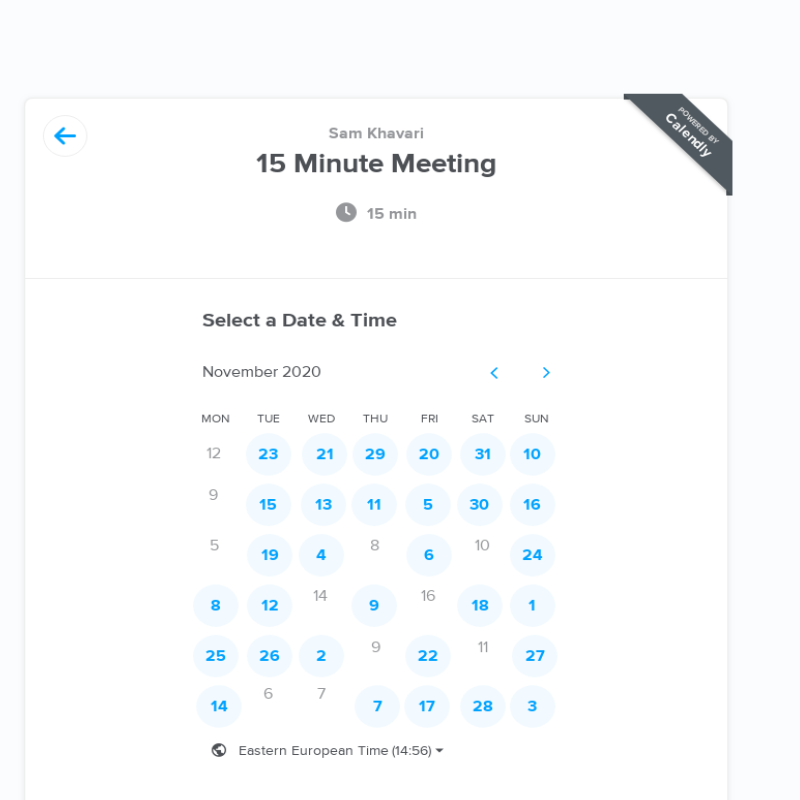 POWERED BY
Calendly
Sam Khavari
15 Minute Meeting
15 min
Select a Date & Time
November 2020
MON TUE WED THU FRI SAT SUN
12 23 21 29 20 31 10
9 15 13 11 5 30 16
5 19 4 8 6 10 24
8 12 14 9 16 18 1
25 26 2 9 22 11 27
14 6 7 7 17 28 3
Eastern European Time (14:56)